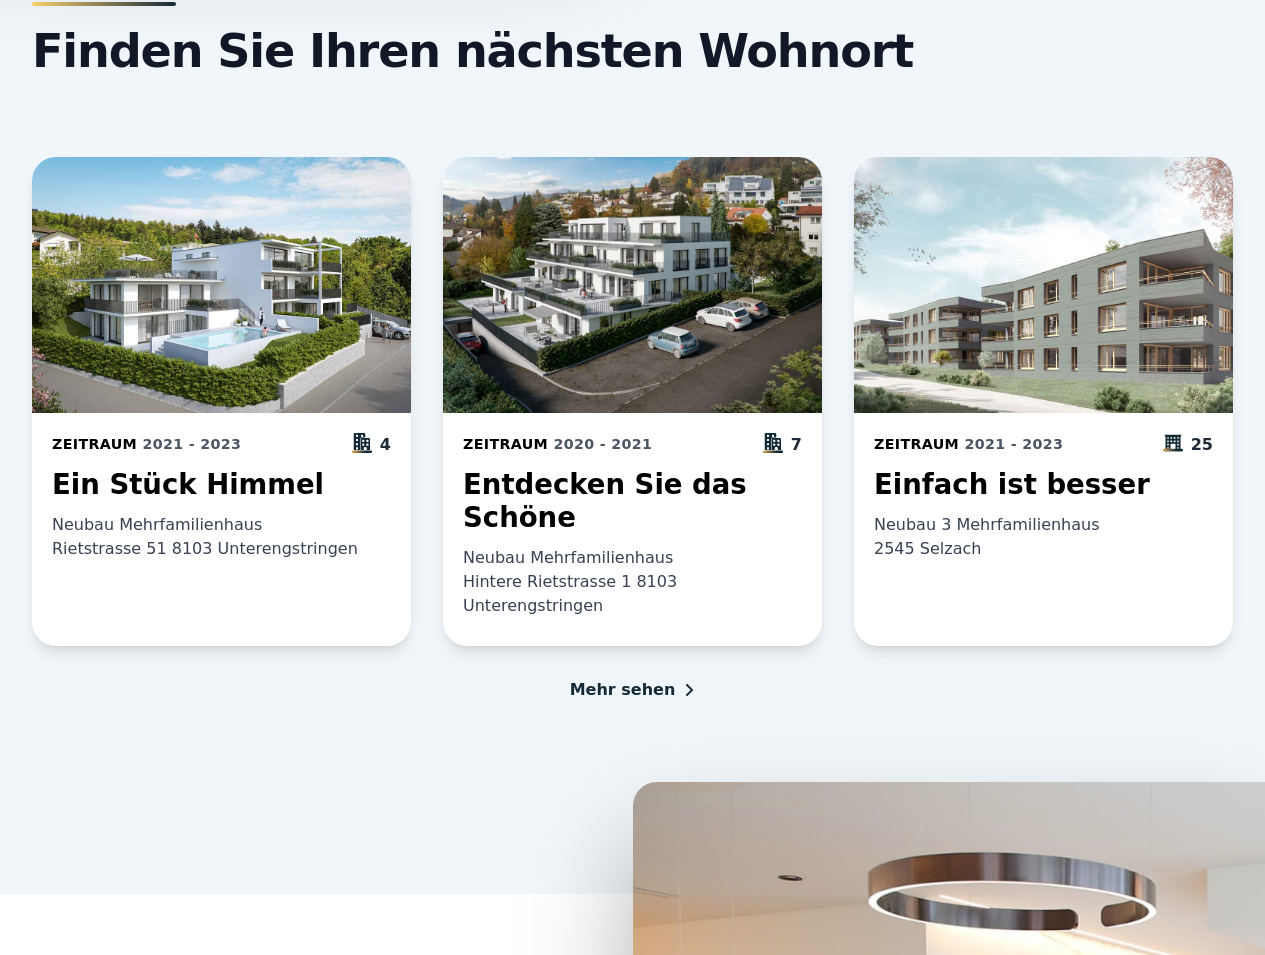 Finden Sie Ihren nächsten Wohnort
ZEITRAUM 2021 - 2023
4
Ein Stück Himmel
Neubau Mehrfamilienhaus
Rietstrasse 51 8103 Unterengstringen
ZEITRAUM 2020 - 2021
7
Entdecken Sie das
Schöne
Neubau Mehrfamilienhaus
Hintere Rietstrasse 1 8103
Unterengstringen
ZEITRAUM 2021 - 2023
25
Einfach ist besser
Neubau 3 Mehrfamilienhaus
2545 Selzach
Mehr sehen